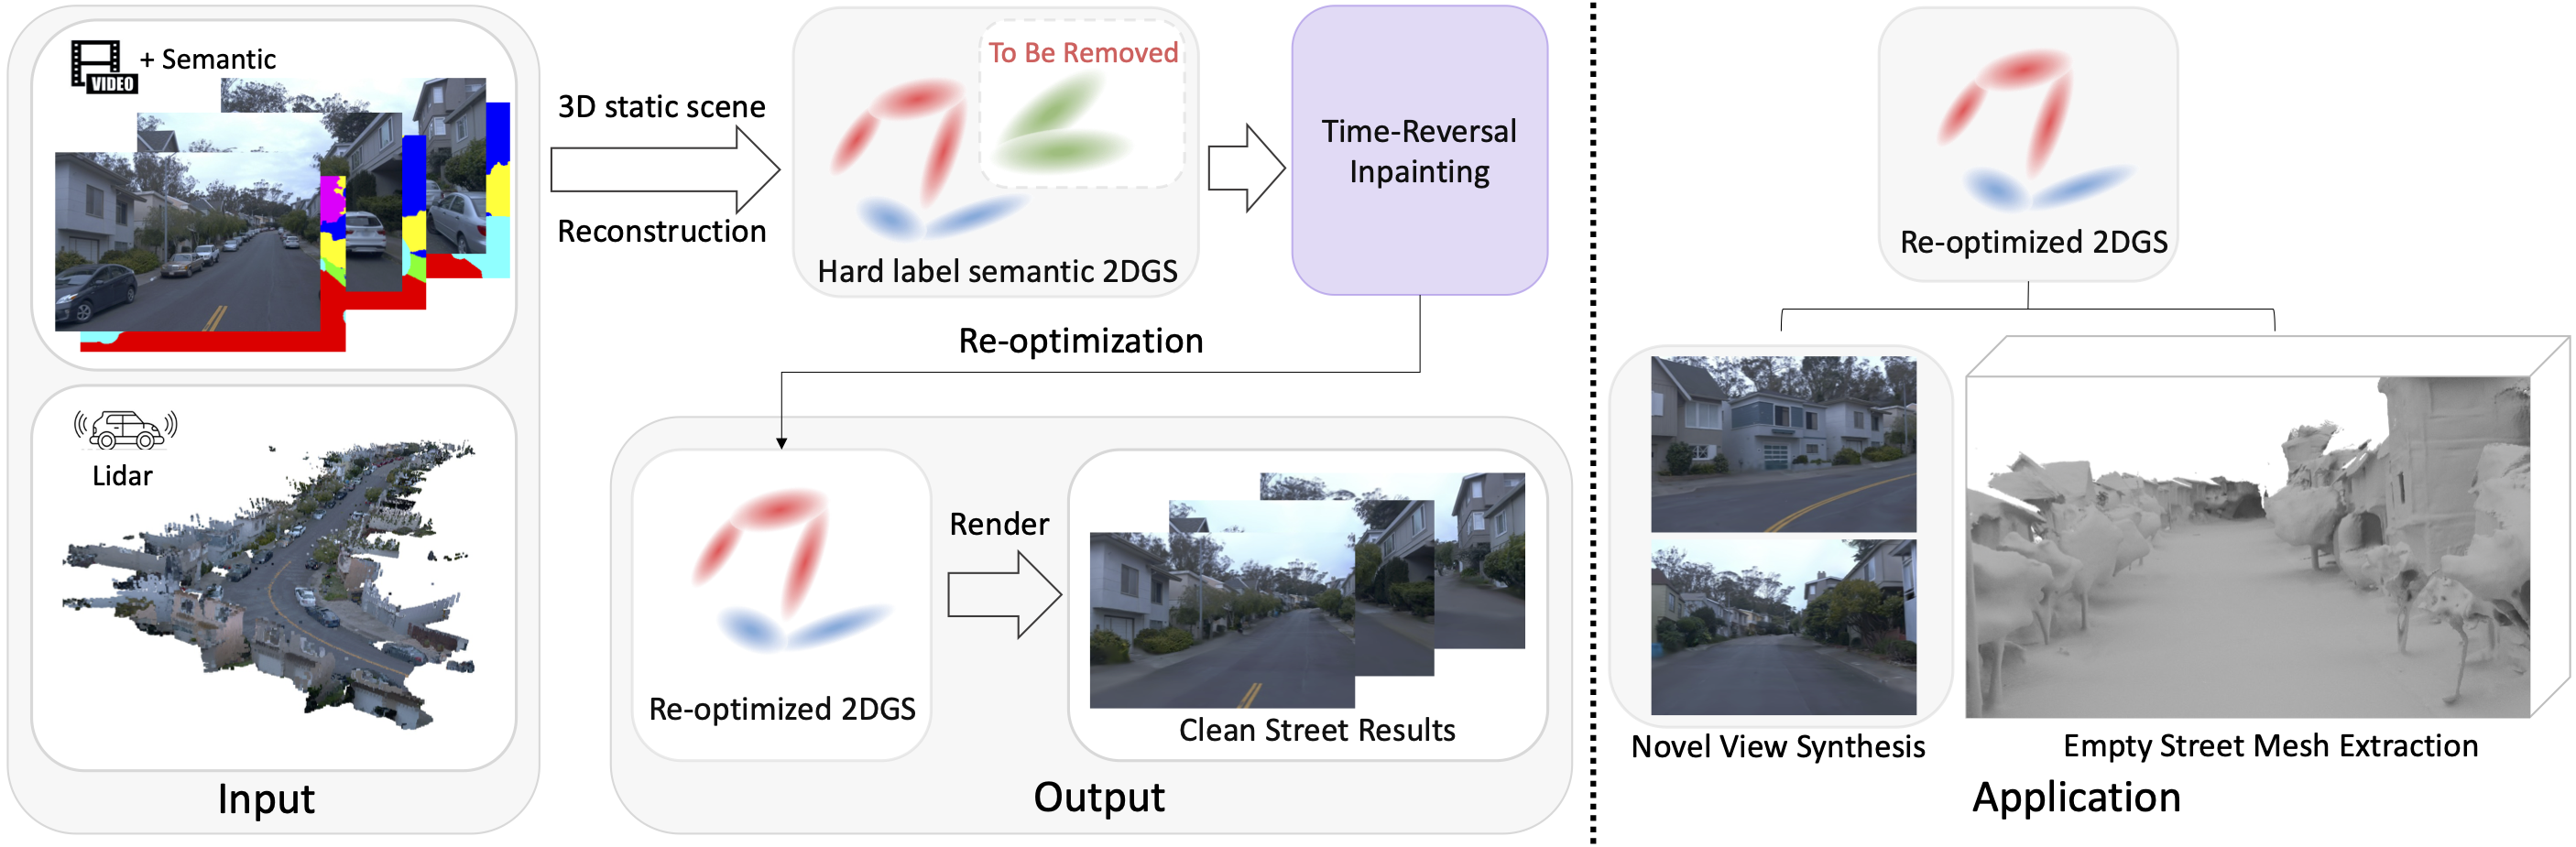 VIDEO
+ Semantic
Lidar
Input
3D static scene
Reconstruction
To Be Removed
Hard label semantic 2DGS
Time-Reversal
Inpainting
Re-optimization
Re-optimized 2DGS
Render
Clean Street Results
Output
Re-optimized 2DGS
Novel View Synthesis
Empty Street Mesh Extraction
Application